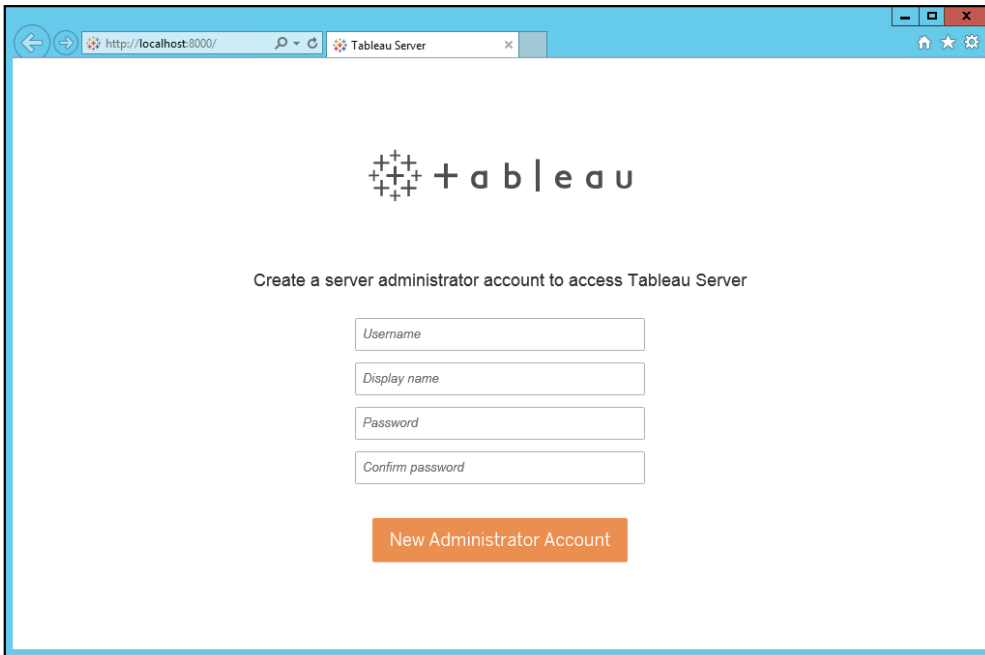 http://localhost:8000/
Tableau Server
+ableau
Create a server administrator account to access Tableau Server
Username
Display name
Password
Confirm password
New Administrator Account